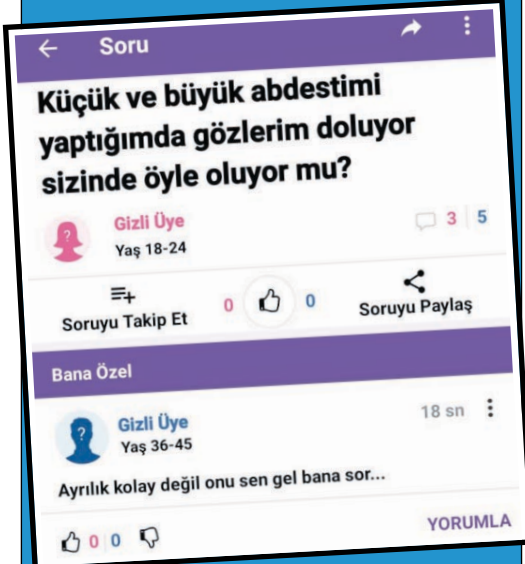 Soru
Küçük ve büyük abdestimi
yaptığımda gözlerim doluyor
sizinde öyle oluyor mu?
Gizli Üye
Yaş 18-24
3 5
Soruyu Takip Et
0 0
Soruyu Paylaş
Bana Özel
Gizli Üye
Yaş 36-45
18 sn
Ayrılık kolay değil onu sen gel bana sor...
0 0
YORUMLA